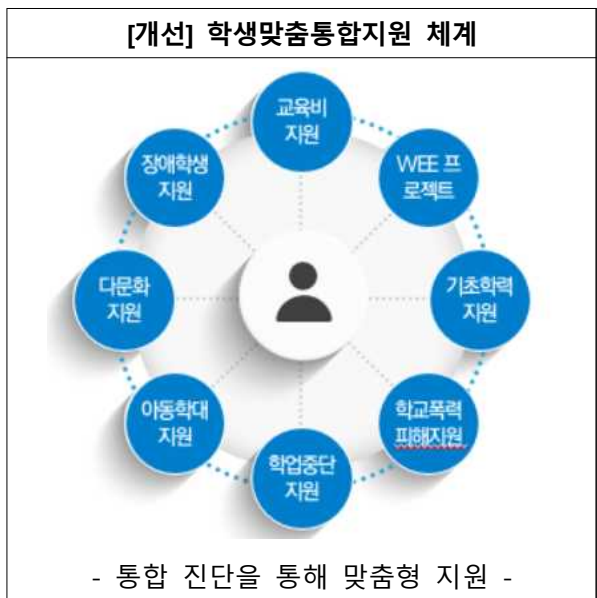 [개선] 학생맞춤통합지원 체계
교육비
지원
WEE 프
로젝트
기초학력
지원
학교폭력
피해지원
학업중단
지원
아동학대
지원
다문화
지원
장애학생
지원
- 통합 진단을 통해 맞춤형 지원 -